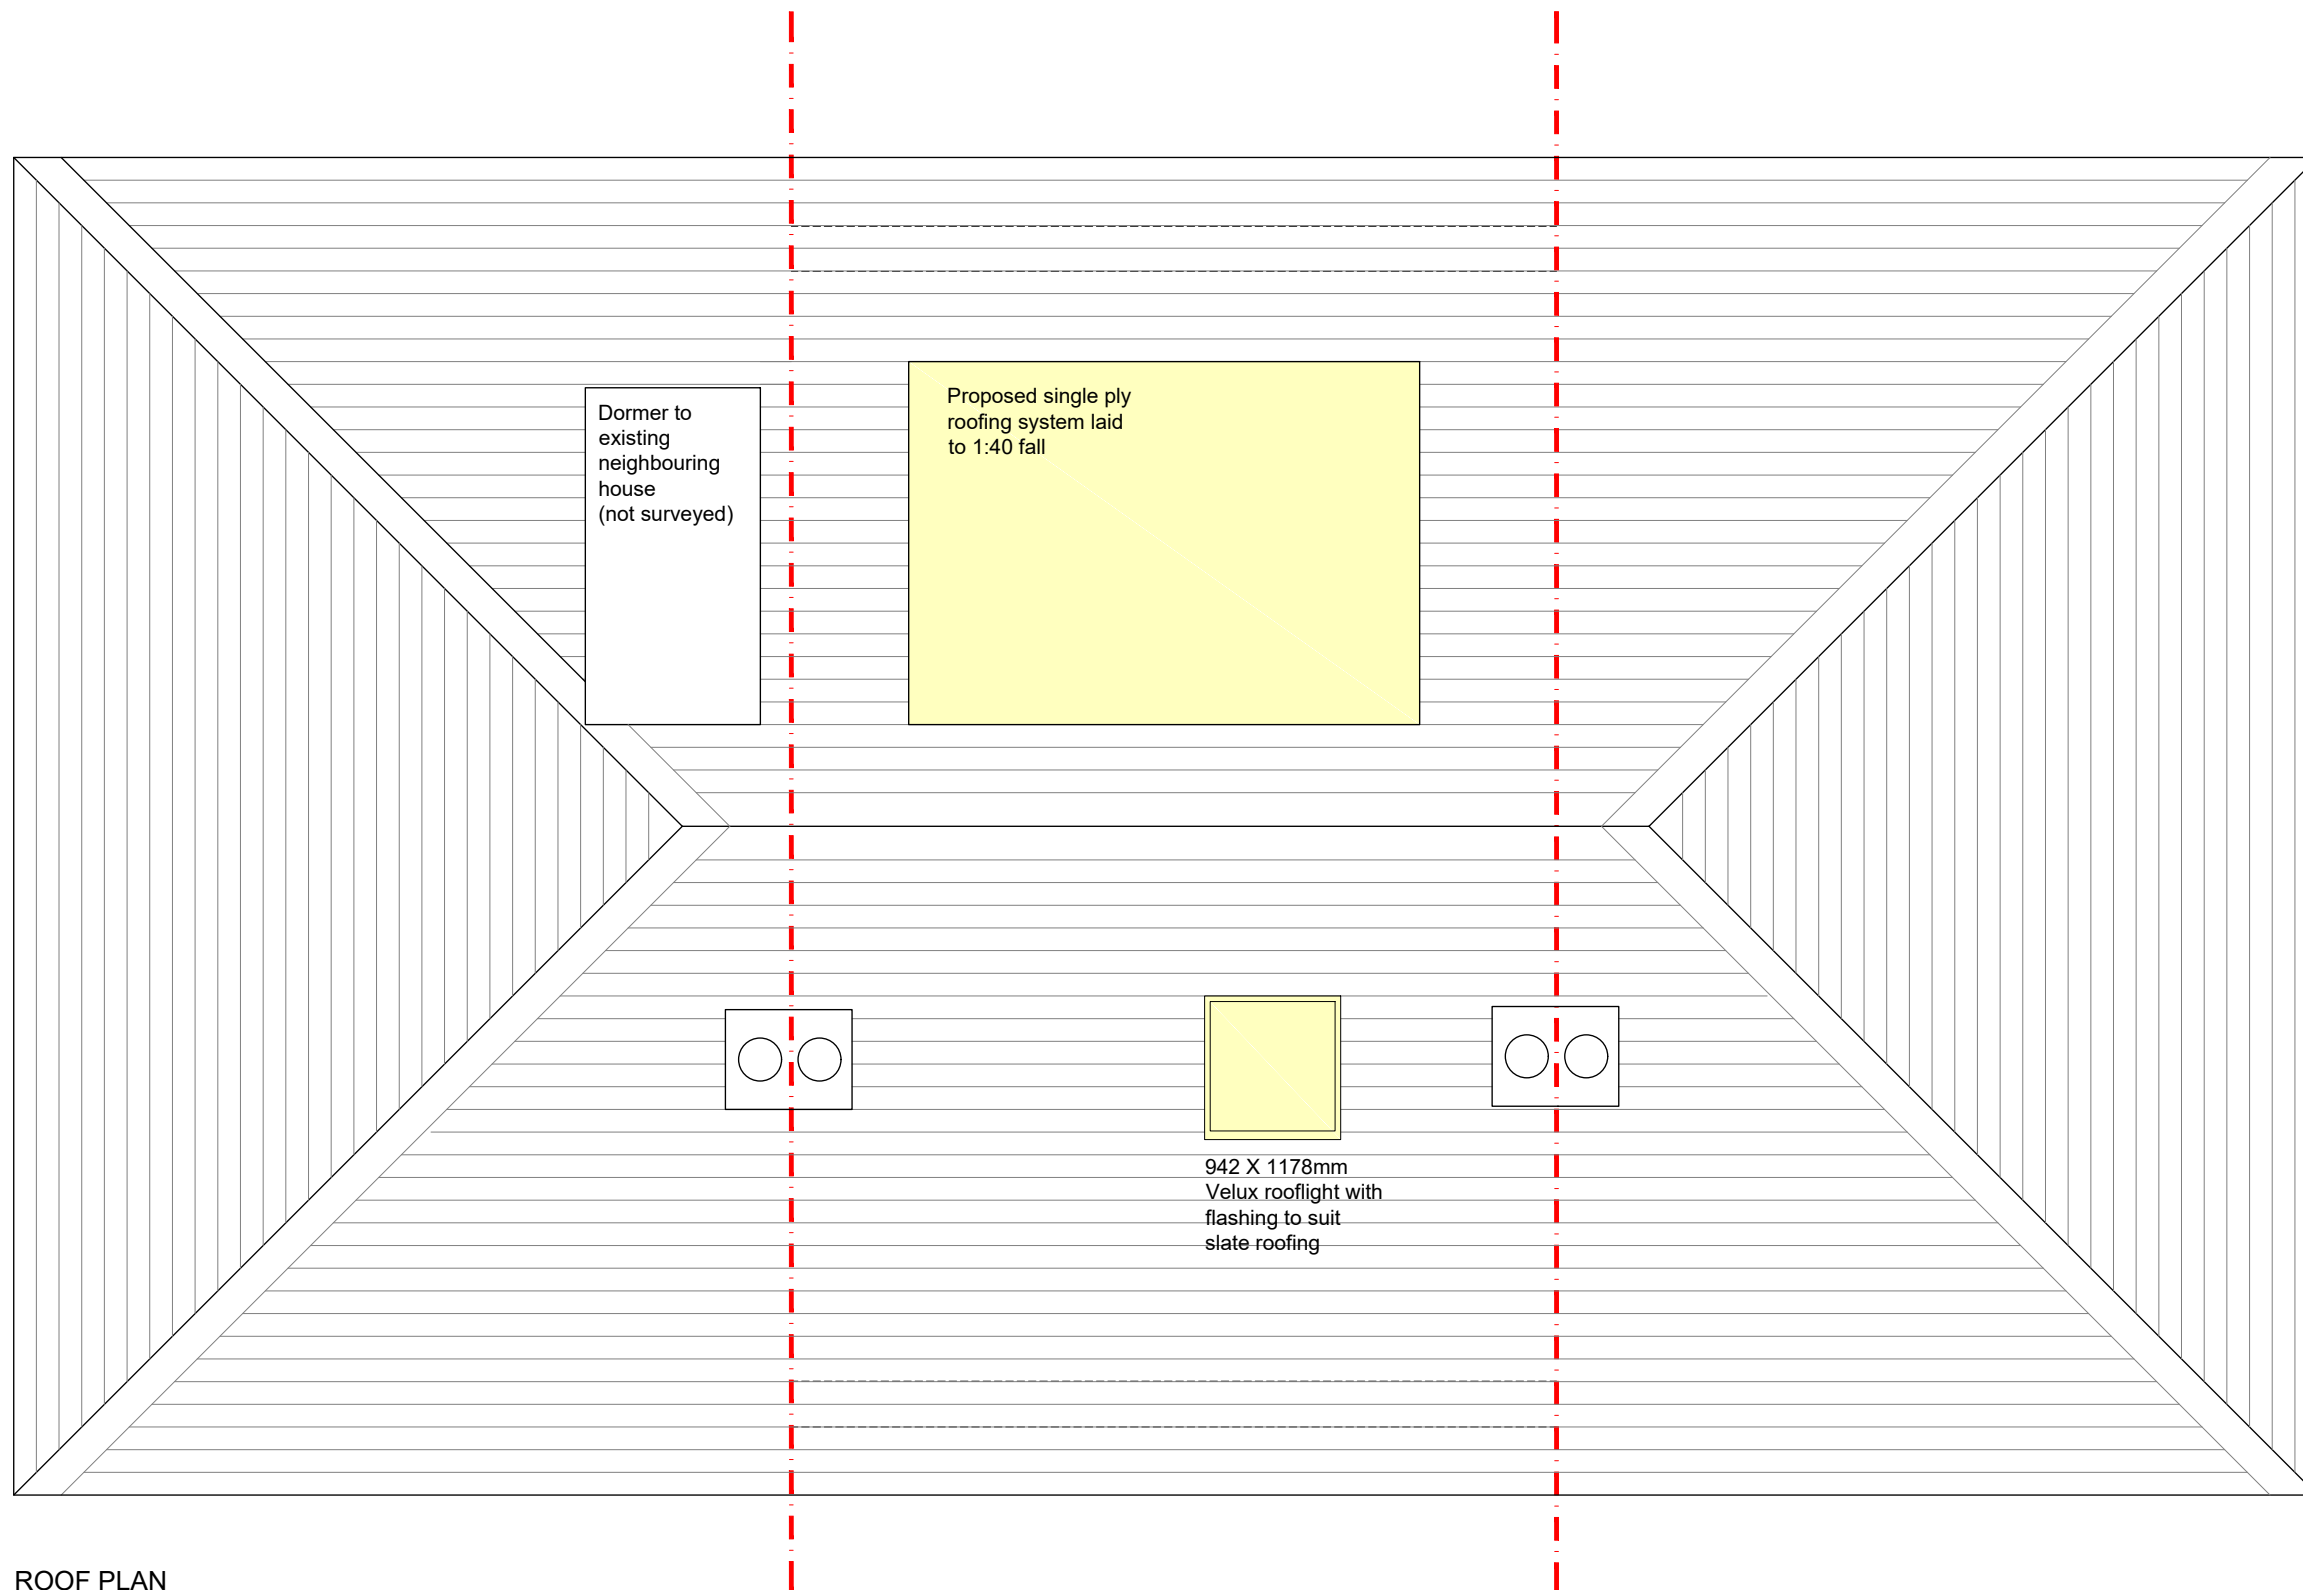 Dormer to
existing
neighbouring
house
(not surveyed)
Proposed single ply
roofing system laid
to 1:40 fall
942 X 1178mm
Velux rooflight with
flashing to suit
slate roofing
ROOF PLAN